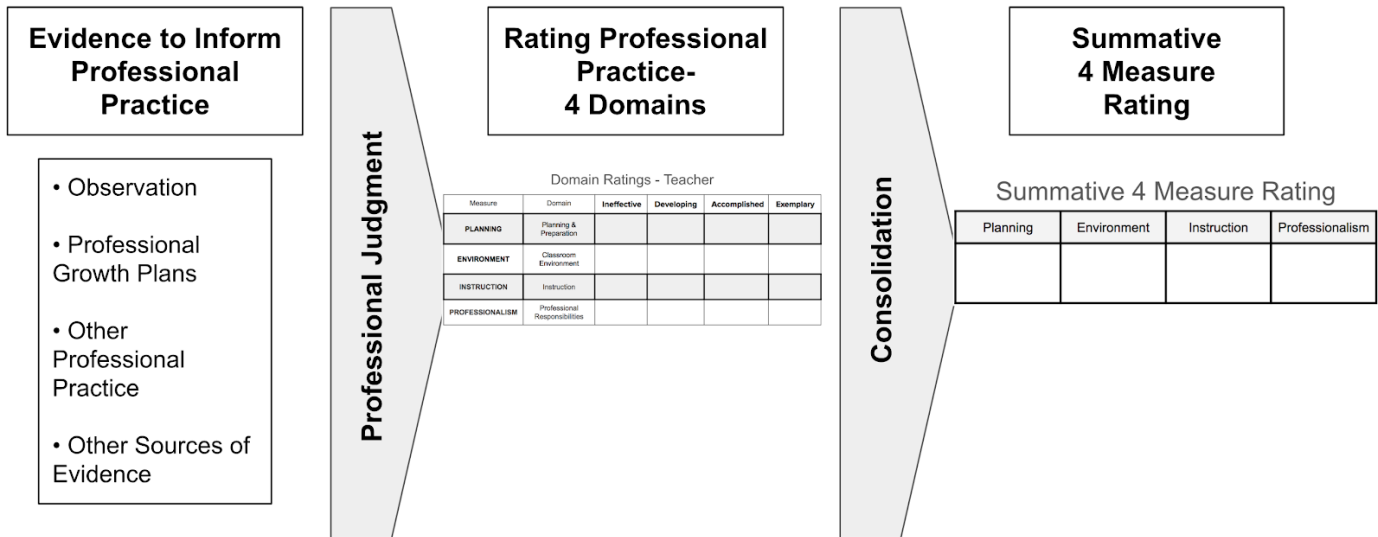 Evidence to Inform
Professional
Practice
• Observation
• Professional
Growth Plans
• Other
Professional
Practice
• Other Sources of
Evidence
Professional Judgment
Rating Professional
Practice-
4 Domains
Domain Ratings - Teacher
Measure Domain Ineffective Developing Accomplished Exemplary
PLANNING Planning &
Preparation
ENVIRONMENT Classroom
Environment
INSTRUCTION Instruction
PROFESSIONALISM Professional
Responsibilities
Consolidation
Summative
4 Measure
Rating
Summative 4 Measure Rating
Planning Environment Instruction Professionalism